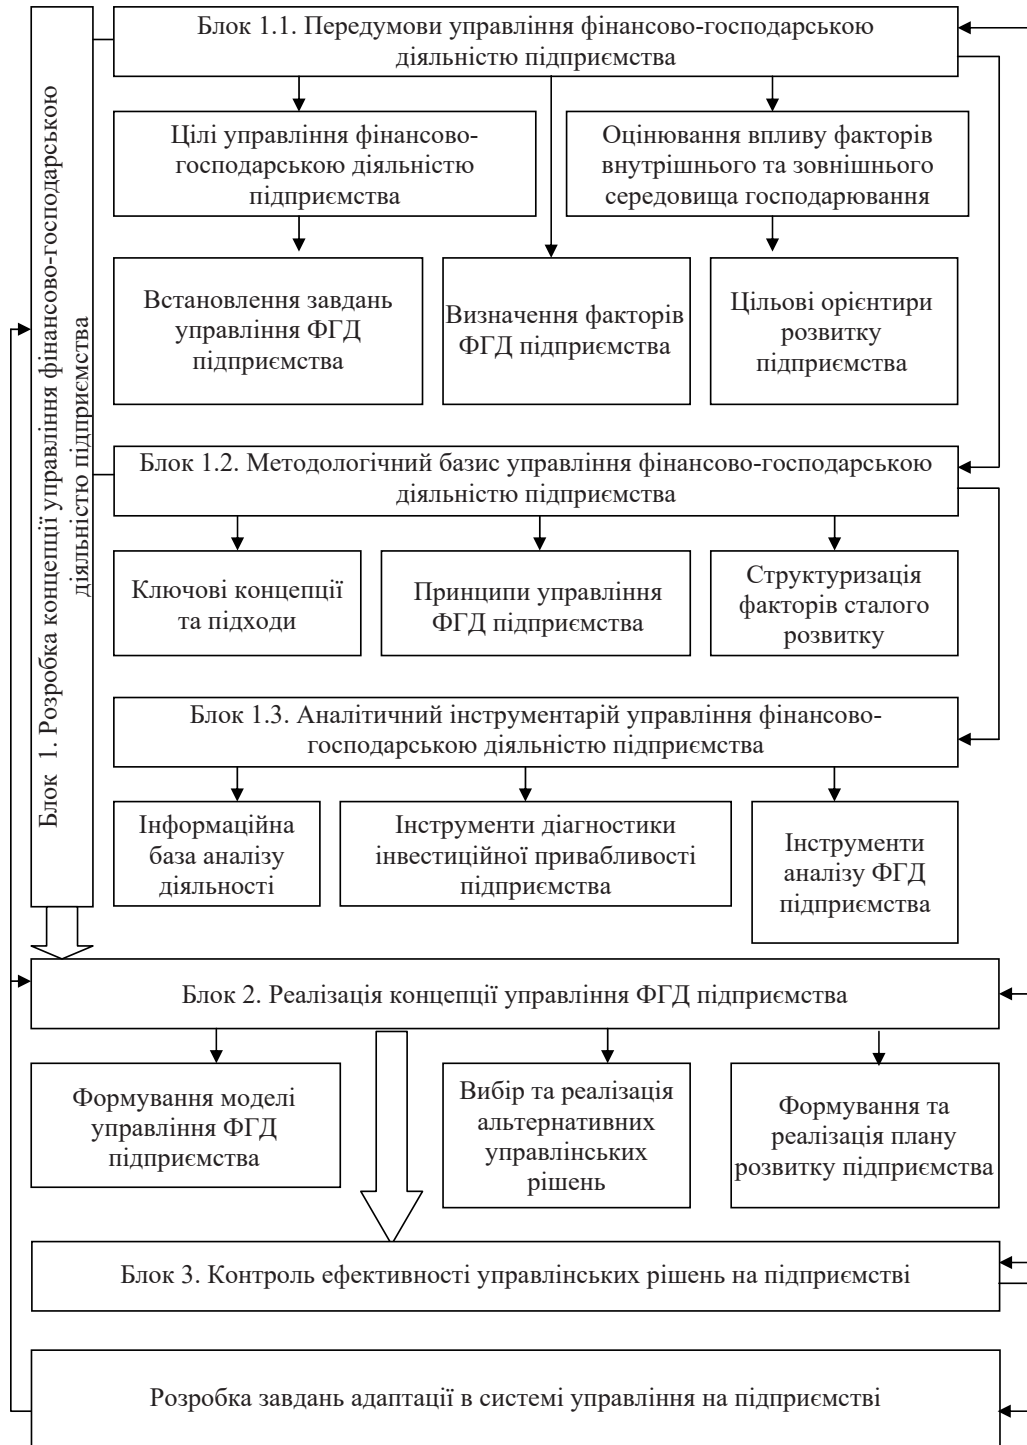 Блок 1. Розробка концепції управління фінансово-господарською
діяльністю підприємства
Блок 1.1. Передумови управління фінансово-господарською
діяльністю підприємства
Цілі управління фінансово-
господарською діяльністю
підприємства
Оцінювання впливу факторів
внутрішнього та зовнішнього
середовища господарювання
Встановлення завдань
управління ФГД
підприємства
Визначення факторів
ФГД підприємства
Цільові орієнтири
розвитку
підприємства
Блок 1.2. Методологічний базис управління фінансово-господарською
діяльністю підприємства
Ключові концепції
та підходи
Принципи управління
ФГД підприємства
Структуризація
факторів сталого
розвитку
Блок 1.3. Аналітичний інструментарій управління фінансово-
господарською діяльністю підприємства
Інформаційна
база аналізу
діяльності
Інструменти діагностики
інвестиційної привабливості
підприємства
Інструменти
аналізу ФГД
підприємства
Блок 2. Реалізація концепції управління ФГД підприємства
Формування моделі
управління ФГД
підприємства
Вибір та реалізація
альтернативних
управлінських
рішень
Формування та
реалізація плану
розвитку підприємства
Блок 3. Контроль ефективності управлінських рішень на підприємстві
Розробка завдань адаптації в системі управління на підприємстві